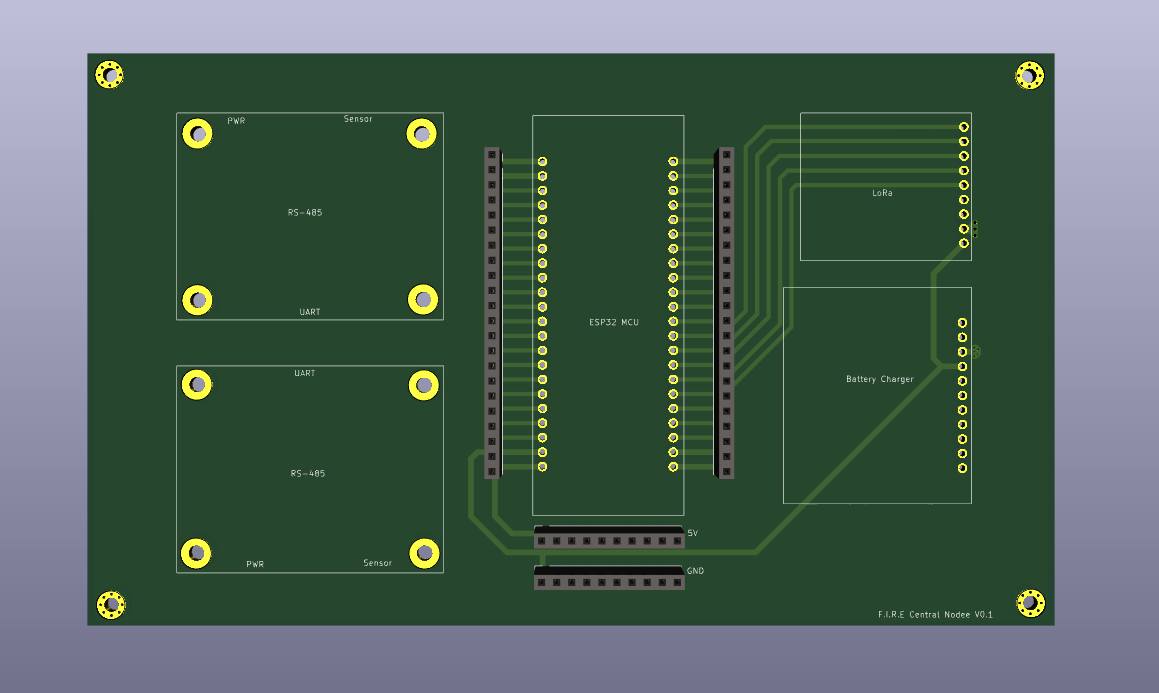 PWR
Sensor
RS-485
UART
LoRa
ESP32 MCU
UART
Battery Charger
RS-485
5V
PWR
Sensor
GND
F.I.R.E Central Nodee V0.1